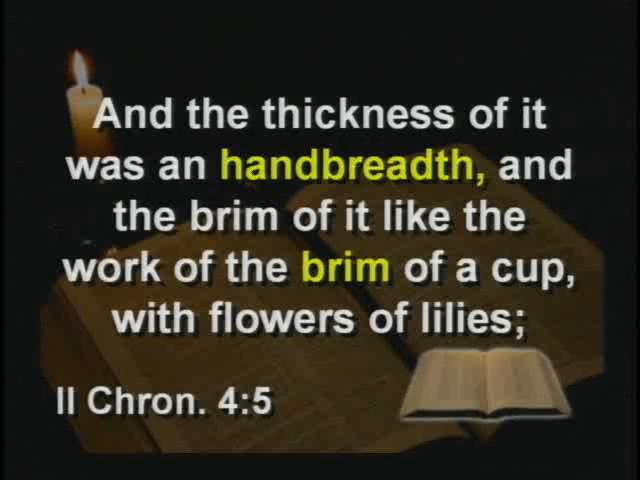 And the thickness of it
was an handbreadth, and
the brim of it like the
work of the brim of a cup,
with flowers of lilies;
II Chron. 4:5